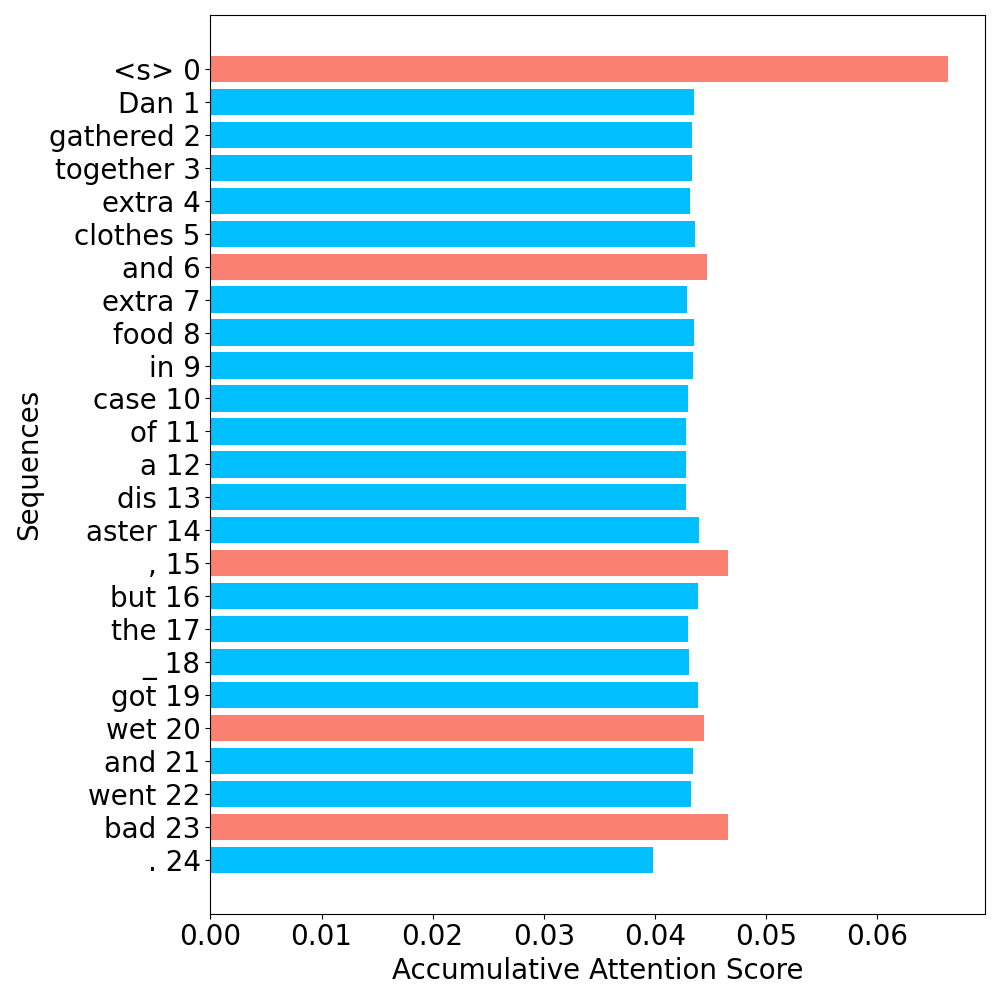 <s> 0
Dan 1
gathered 2
together 3
extra 4
clothes 5
and 6
extra 7
food 8
in 9
case 10
of 11
a 12
dis 13
aster 14
, 15
but 16
the 17
_ 18
got 19
wet 20
and 21
went 22
bad 23
. 24
Sequences
0.00 0.01 0.02 0.03 0.04 0.05 0.06
Accumulative Attention Score